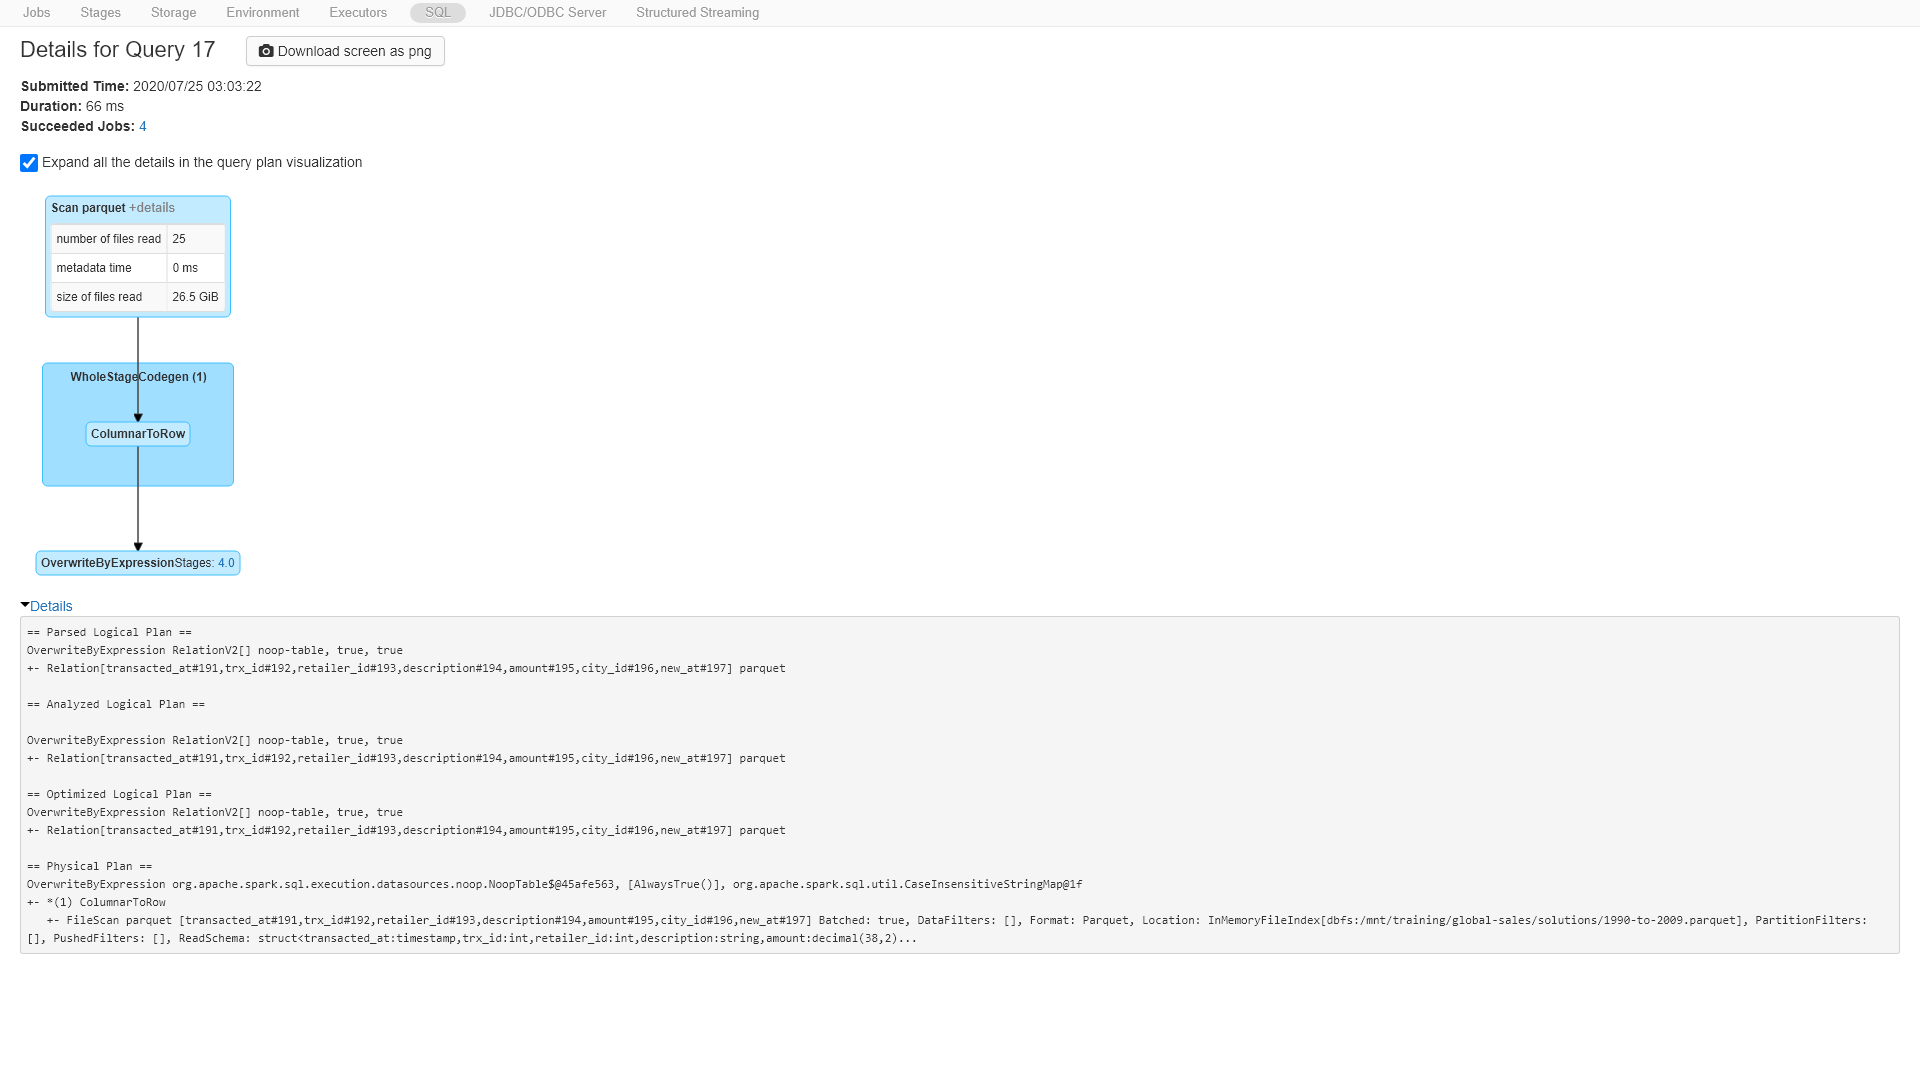 Jobs Stages Storage Environment Executors SQL JDBC/ODBC Server Structured Streaming
Details for Query 17
Download screen as png
Submitted Time: 2020/07/25 03:03:22
Duration: 66 ms
Succeeded Jobs: 4
Expand all the details in the query plan visualization
Scan parquet +details
number of files read 25
metadata time 0 ms
size of files read 26.5 GiB
WholeStageCodegen (1)
ColumnarToRow
OverwriteByExpressionStages: 4.0
Details
== Parsed Logical Plan ==
OverwriteByExpression RelationV2[] noop-table, true, true
+- Relation[transacted_at#191,trx_id#192,retailer_id#193,description#194,amount#195,city_id#196,new_at#197] parquet
== Analyzed Logical Plan ==
OverwriteByExpression RelationV2[] noop-table, true, true
+- Relation[transacted_at#191,trx_id#192,retailer_id#193,description#194,amount#195,city_id#196,new_at#197] parquet
== Optimized Logical Plan ==
OverwriteByExpression RelationV2[] noop-table, true, true
+- Relation[transacted_at#191,trx_id#192,retailer_id#193,description#194,amount#195,city_id#196,new_at#197] parquet
== Physical Plan ==
OverwriteByExpression org.apache.spark.sql.execution.datasources.noop.NoopTable$@45afe563, [AlwaysTrue()], org.apache.spark.sql.util.CaseInsensitiveStringMap@1f
+- *(1) ColumnarToRow
+- FileScan parquet [transacted_at#191,trx_id#192,retailer_id#193,description#194,amount#195,city_id#196,new_at#197] Batched: true, DataFilters: [], Format: Parquet, Location: InMemoryFileIndex[dbfs:/mnt/training/global-sales/solutions/1990-to-2009.parquet], PartitionFilters:
[], PushedFilters: [], ReadSchema: struct<transacted_at:timestamp,trx_id:int,retailer_id:int,description:string,amount:decimal(38,2)...